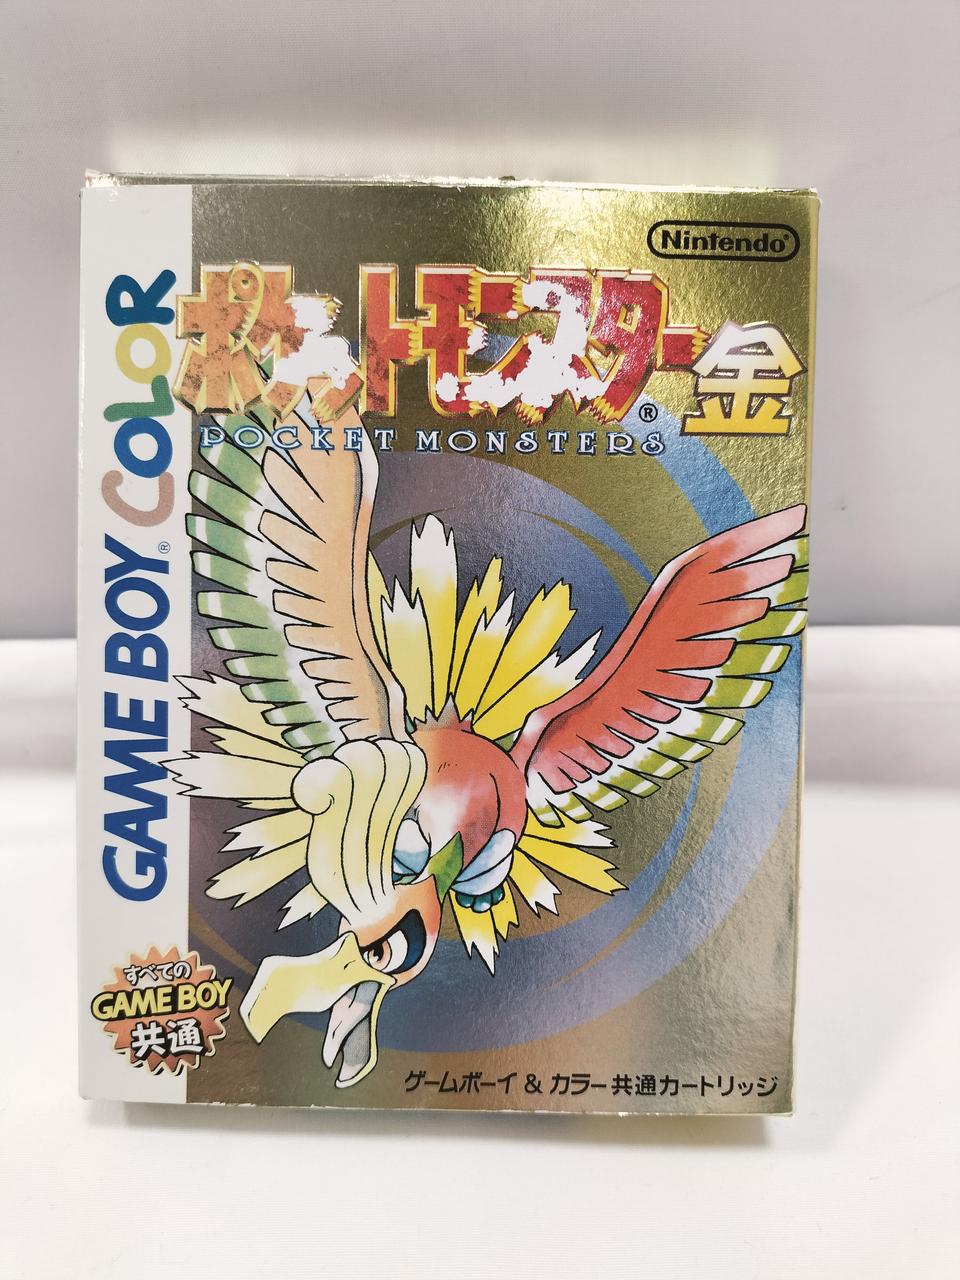 Nintendo®
ポケットモンスター金
®
POCKET MONSTERS
GAME BOY® COLOR
すべての
GAME BOY
共通
ゲームボーイ & カラー共通カートリッジ